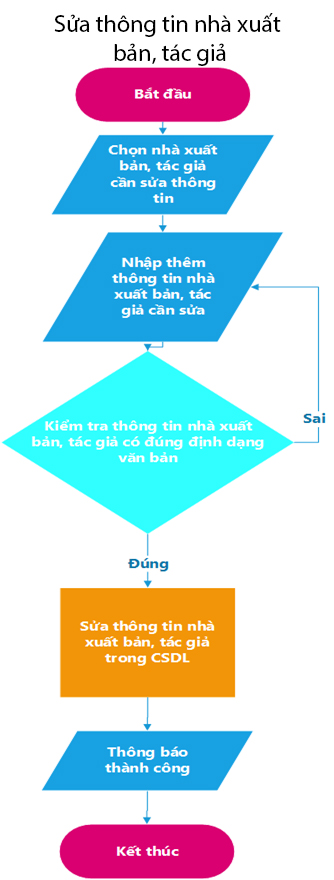 Sửa thông tin nhà xuất
bản, tác giả
Bắt đầu
Chọn nhà xuất
bản, tác giả
cần sửa thông
tin
Nhập thêm
thông tin nhà
xuất bản, tác
giả cần sửa
Kiểm tra thông tin nhà xuất
bản, tác giả có đúng định dạng
văn bản
Sai
Đúng
Sửa thông tin nhà
xuất bản, tác giả
trong CSDL
Thông báo
thành công
Kết thúc